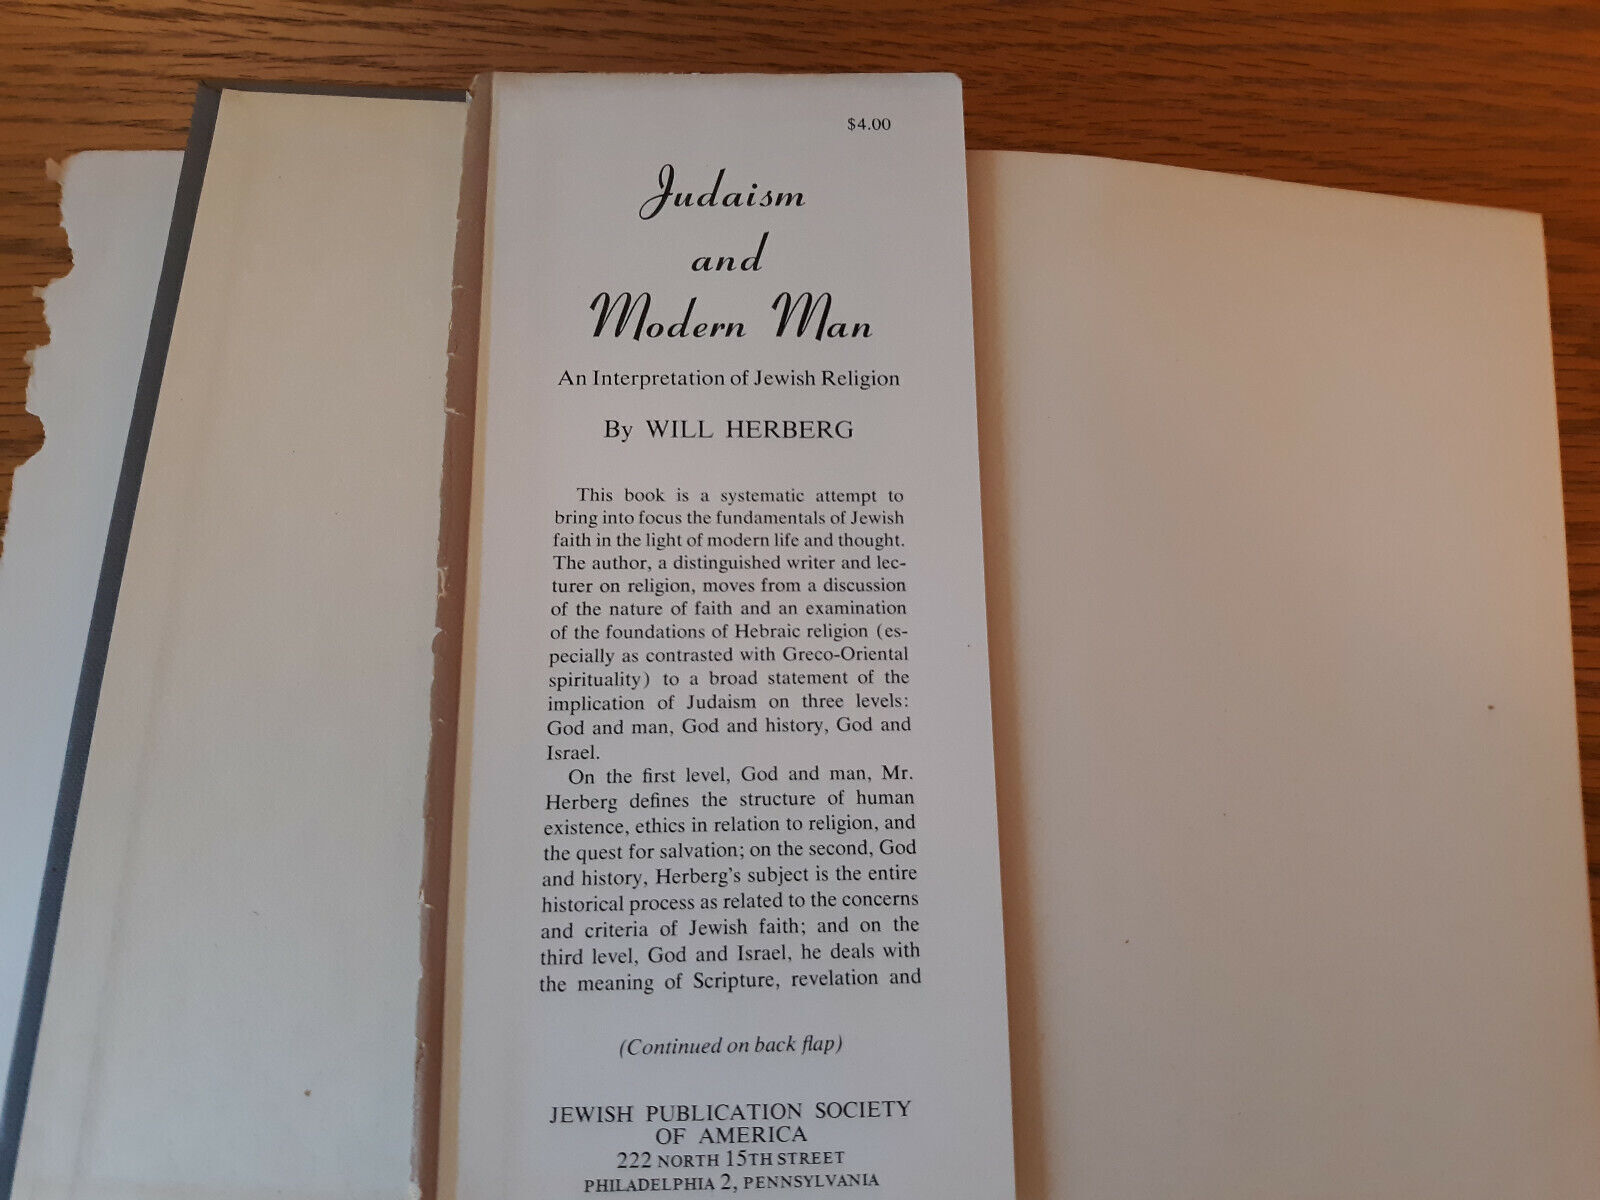 $4.00
Judaism
and
Modern Man
An Interpretation of Jewish Religion
By WILL HERBERG
This book is a systematic attempt to
bring into focus the fundamentals of Jewish
faith in the light of modern life and thought.
The author, a distinguished writer and lec-
turer on religion, moves from a discussion
of the nature of faith and an examination
of the foundations of Hebraic religion (es-
pecially as contrasted with Greco-Oriental
spirituality) to a broad statement of the
implication of Judaism on three levels:
God and man, God and history, God and
Israel.
On the first level, God and man, Mr.
Herberg defines the structure of human
existence, ethics in relation to religion, and
the quest for salvation; on the second, God
and history, Herberg's subject is the entire
historical process as related to the concerns
and criteria of Jewish faith; and on the
third level, God and Israel, he deals with
the meaning of Scripture, revelation and
(Continued on back flap)
JEWISH PUBLICATION SOCIETY
OF AMERICA
222 NORTH 15TH STREET
PHILADELPHIA 2, PENNSYLVANIA